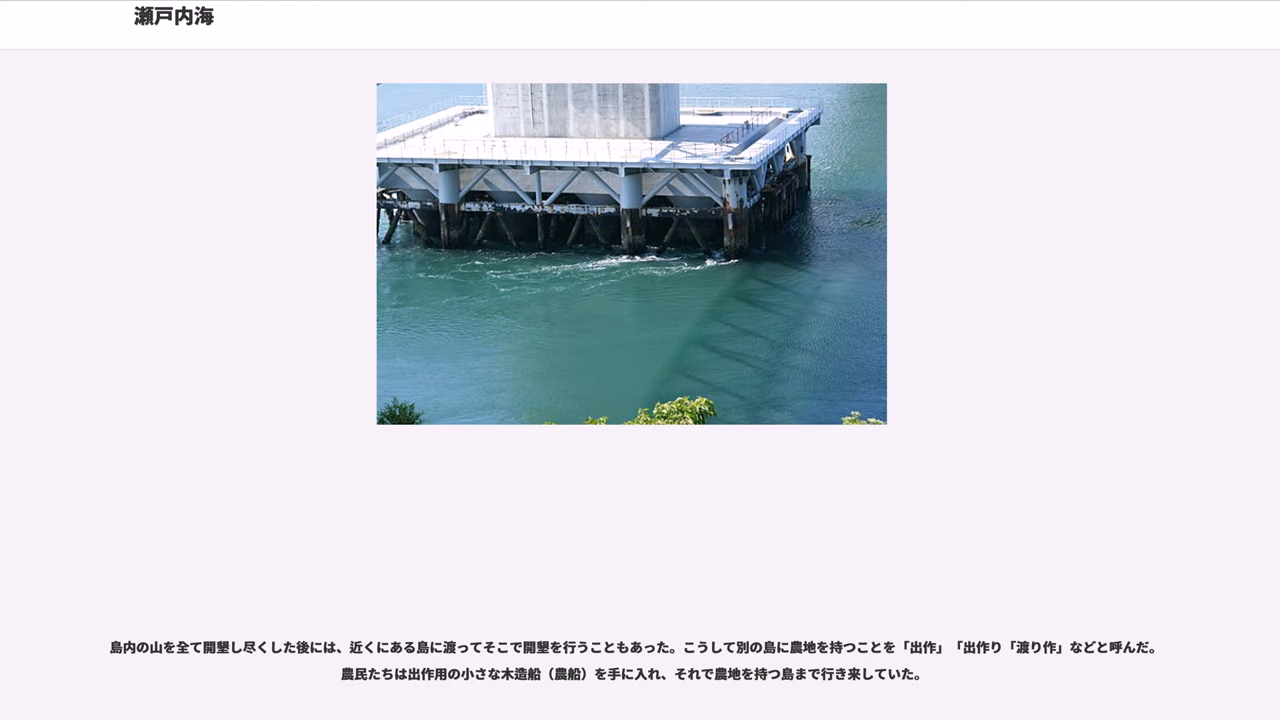 瀬戸内海
島内の山を全て開墾し尽くした後には、近くにある島に渡ってそこで開墾を行うこともあった。こうして別の島に農地を持つことを「出作」「出作り「渡り作」などと呼んだ。
農民たちは出作用の小さな木造船（農船）を手に入れ、それで農地を持つ島まで行き来していた。